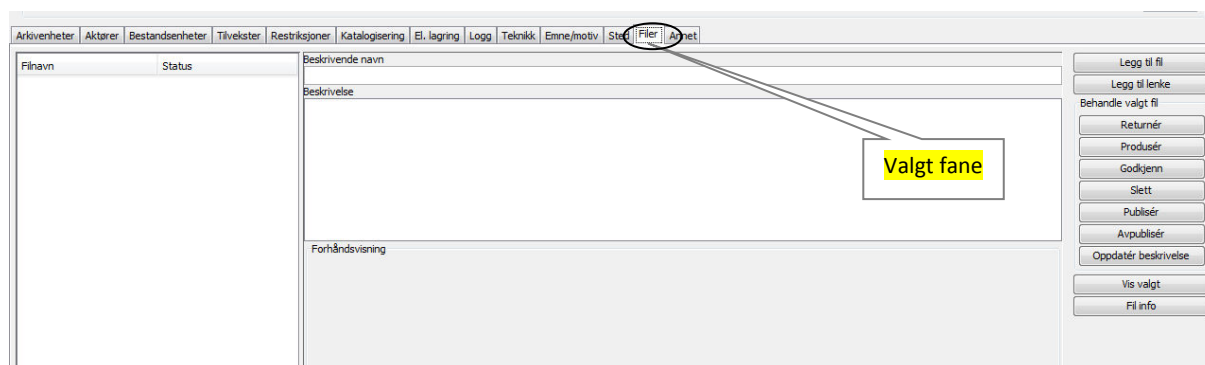 Arkivenheter Aktører Bestandsenheter Tilvekster Restriksjoner Katalogisering El. lagring Logg Teknikk Emne/motiv Sted Filer Annet
Filnavn Status
Beskrivende navn
Beskrivelse
Forhåndsvisning
Valgt fane
Legg til fil
Legg til lenke
Behandle valgt fil
Returnér
Produsér
Godkjenn
Slett
Publisér
Avpublisér
Oppdatér beskrivelse
Vis valgt
Fil info